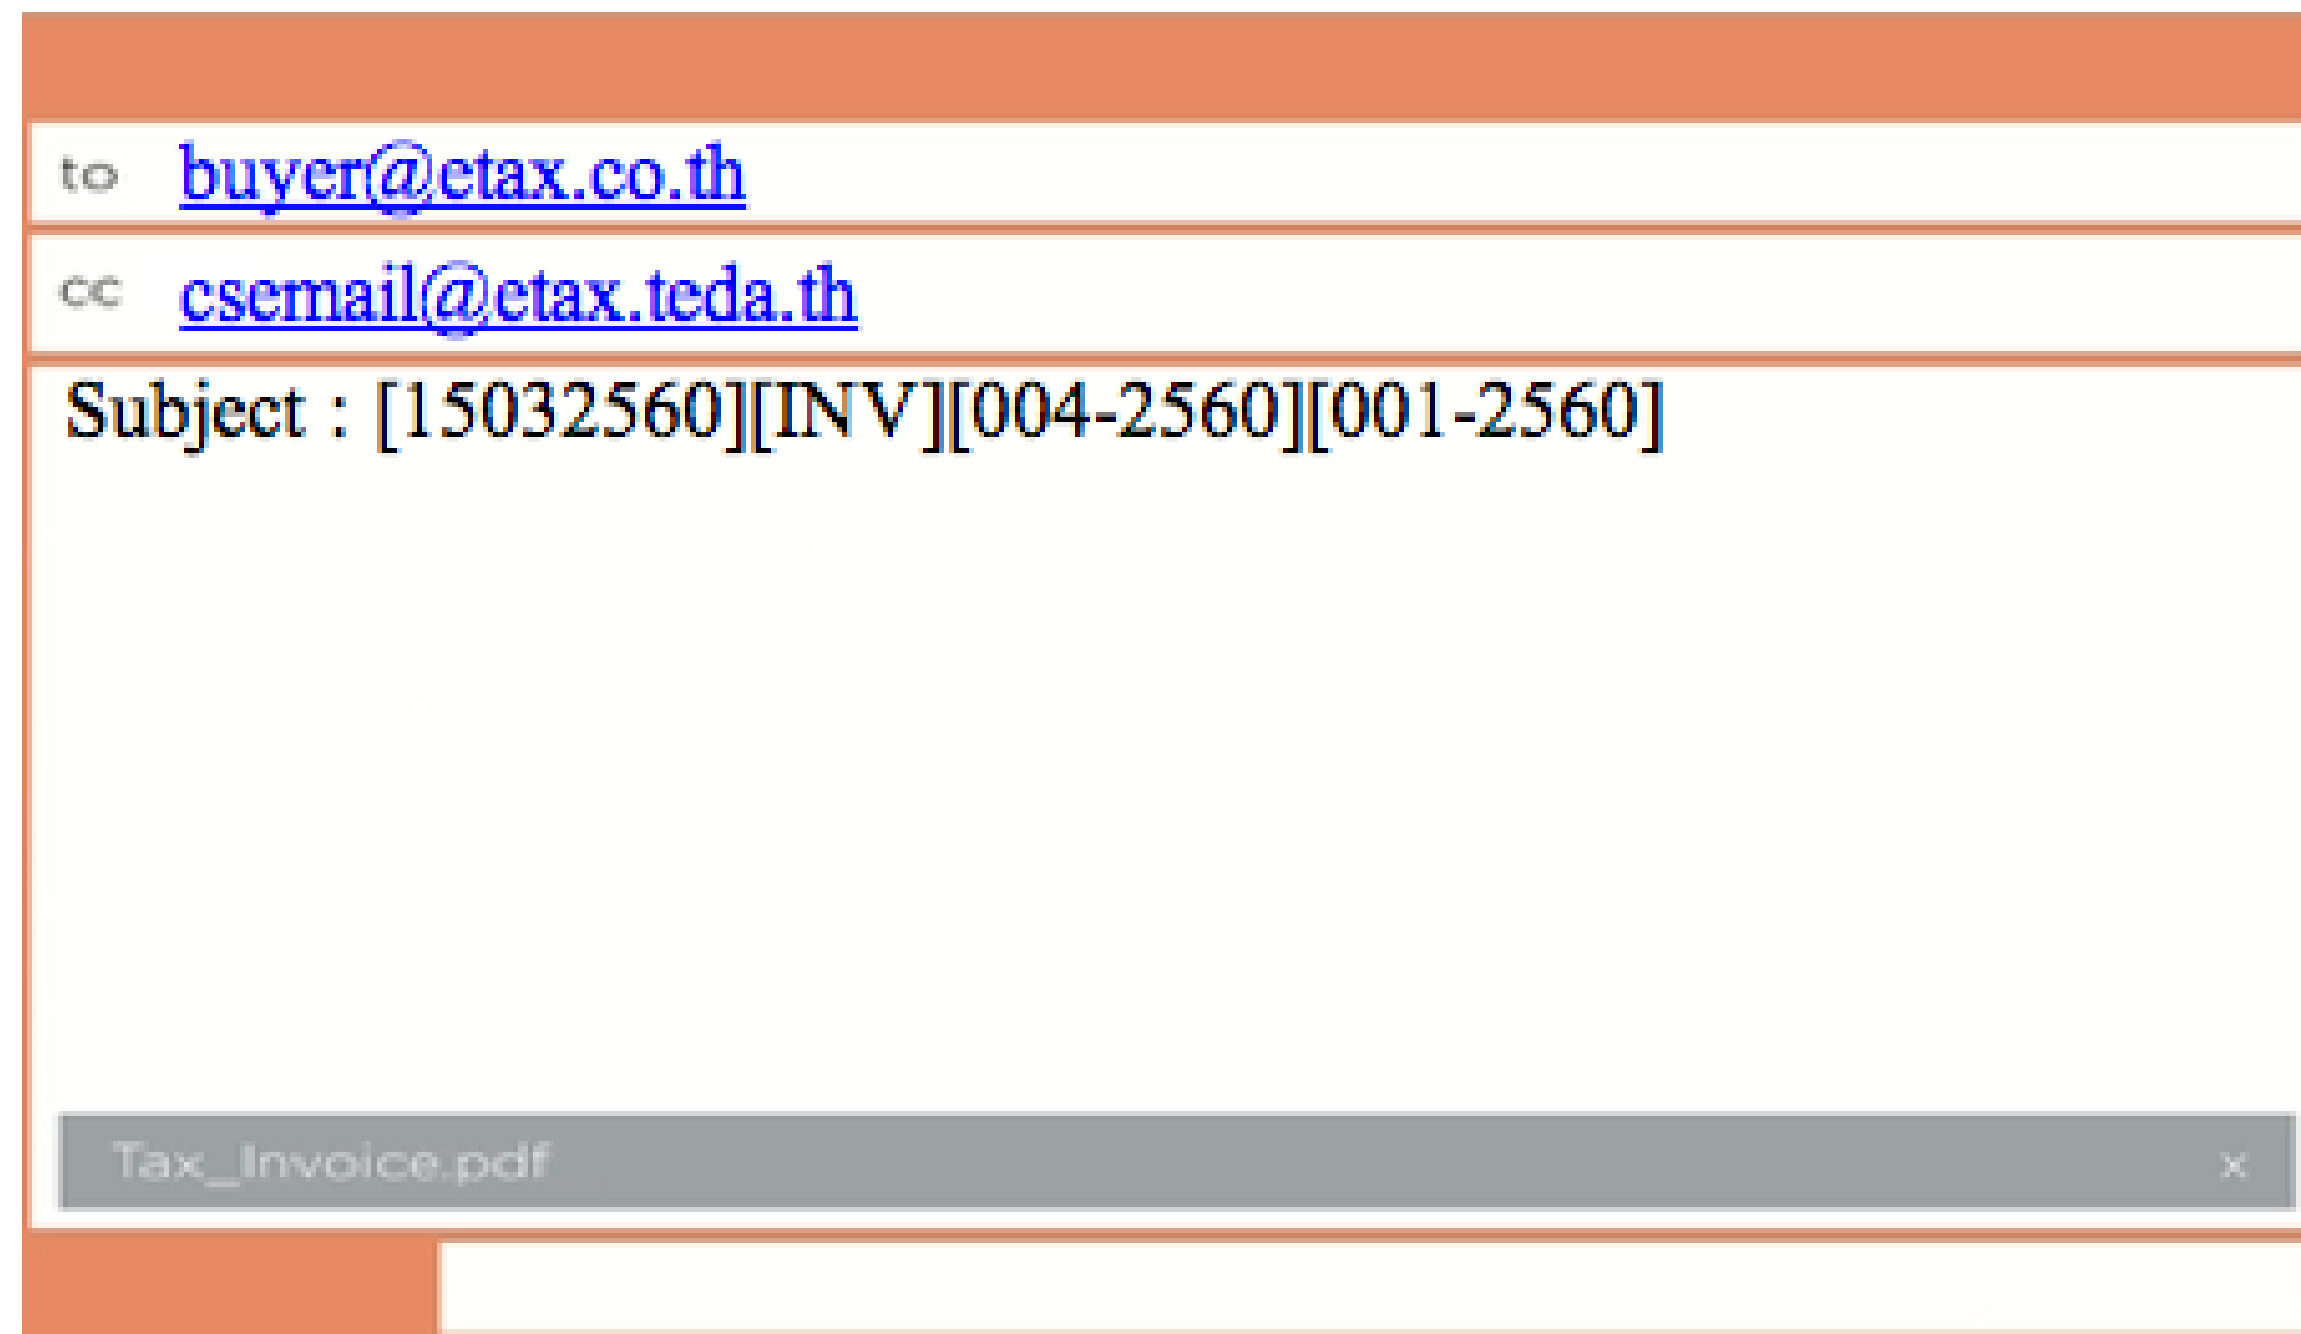 to buyer@etax.co.th
cc csemail@etax.teda.th
Subject : [15032560][INV][004-2560][001-2560]
Tax_Invoice.pdf x